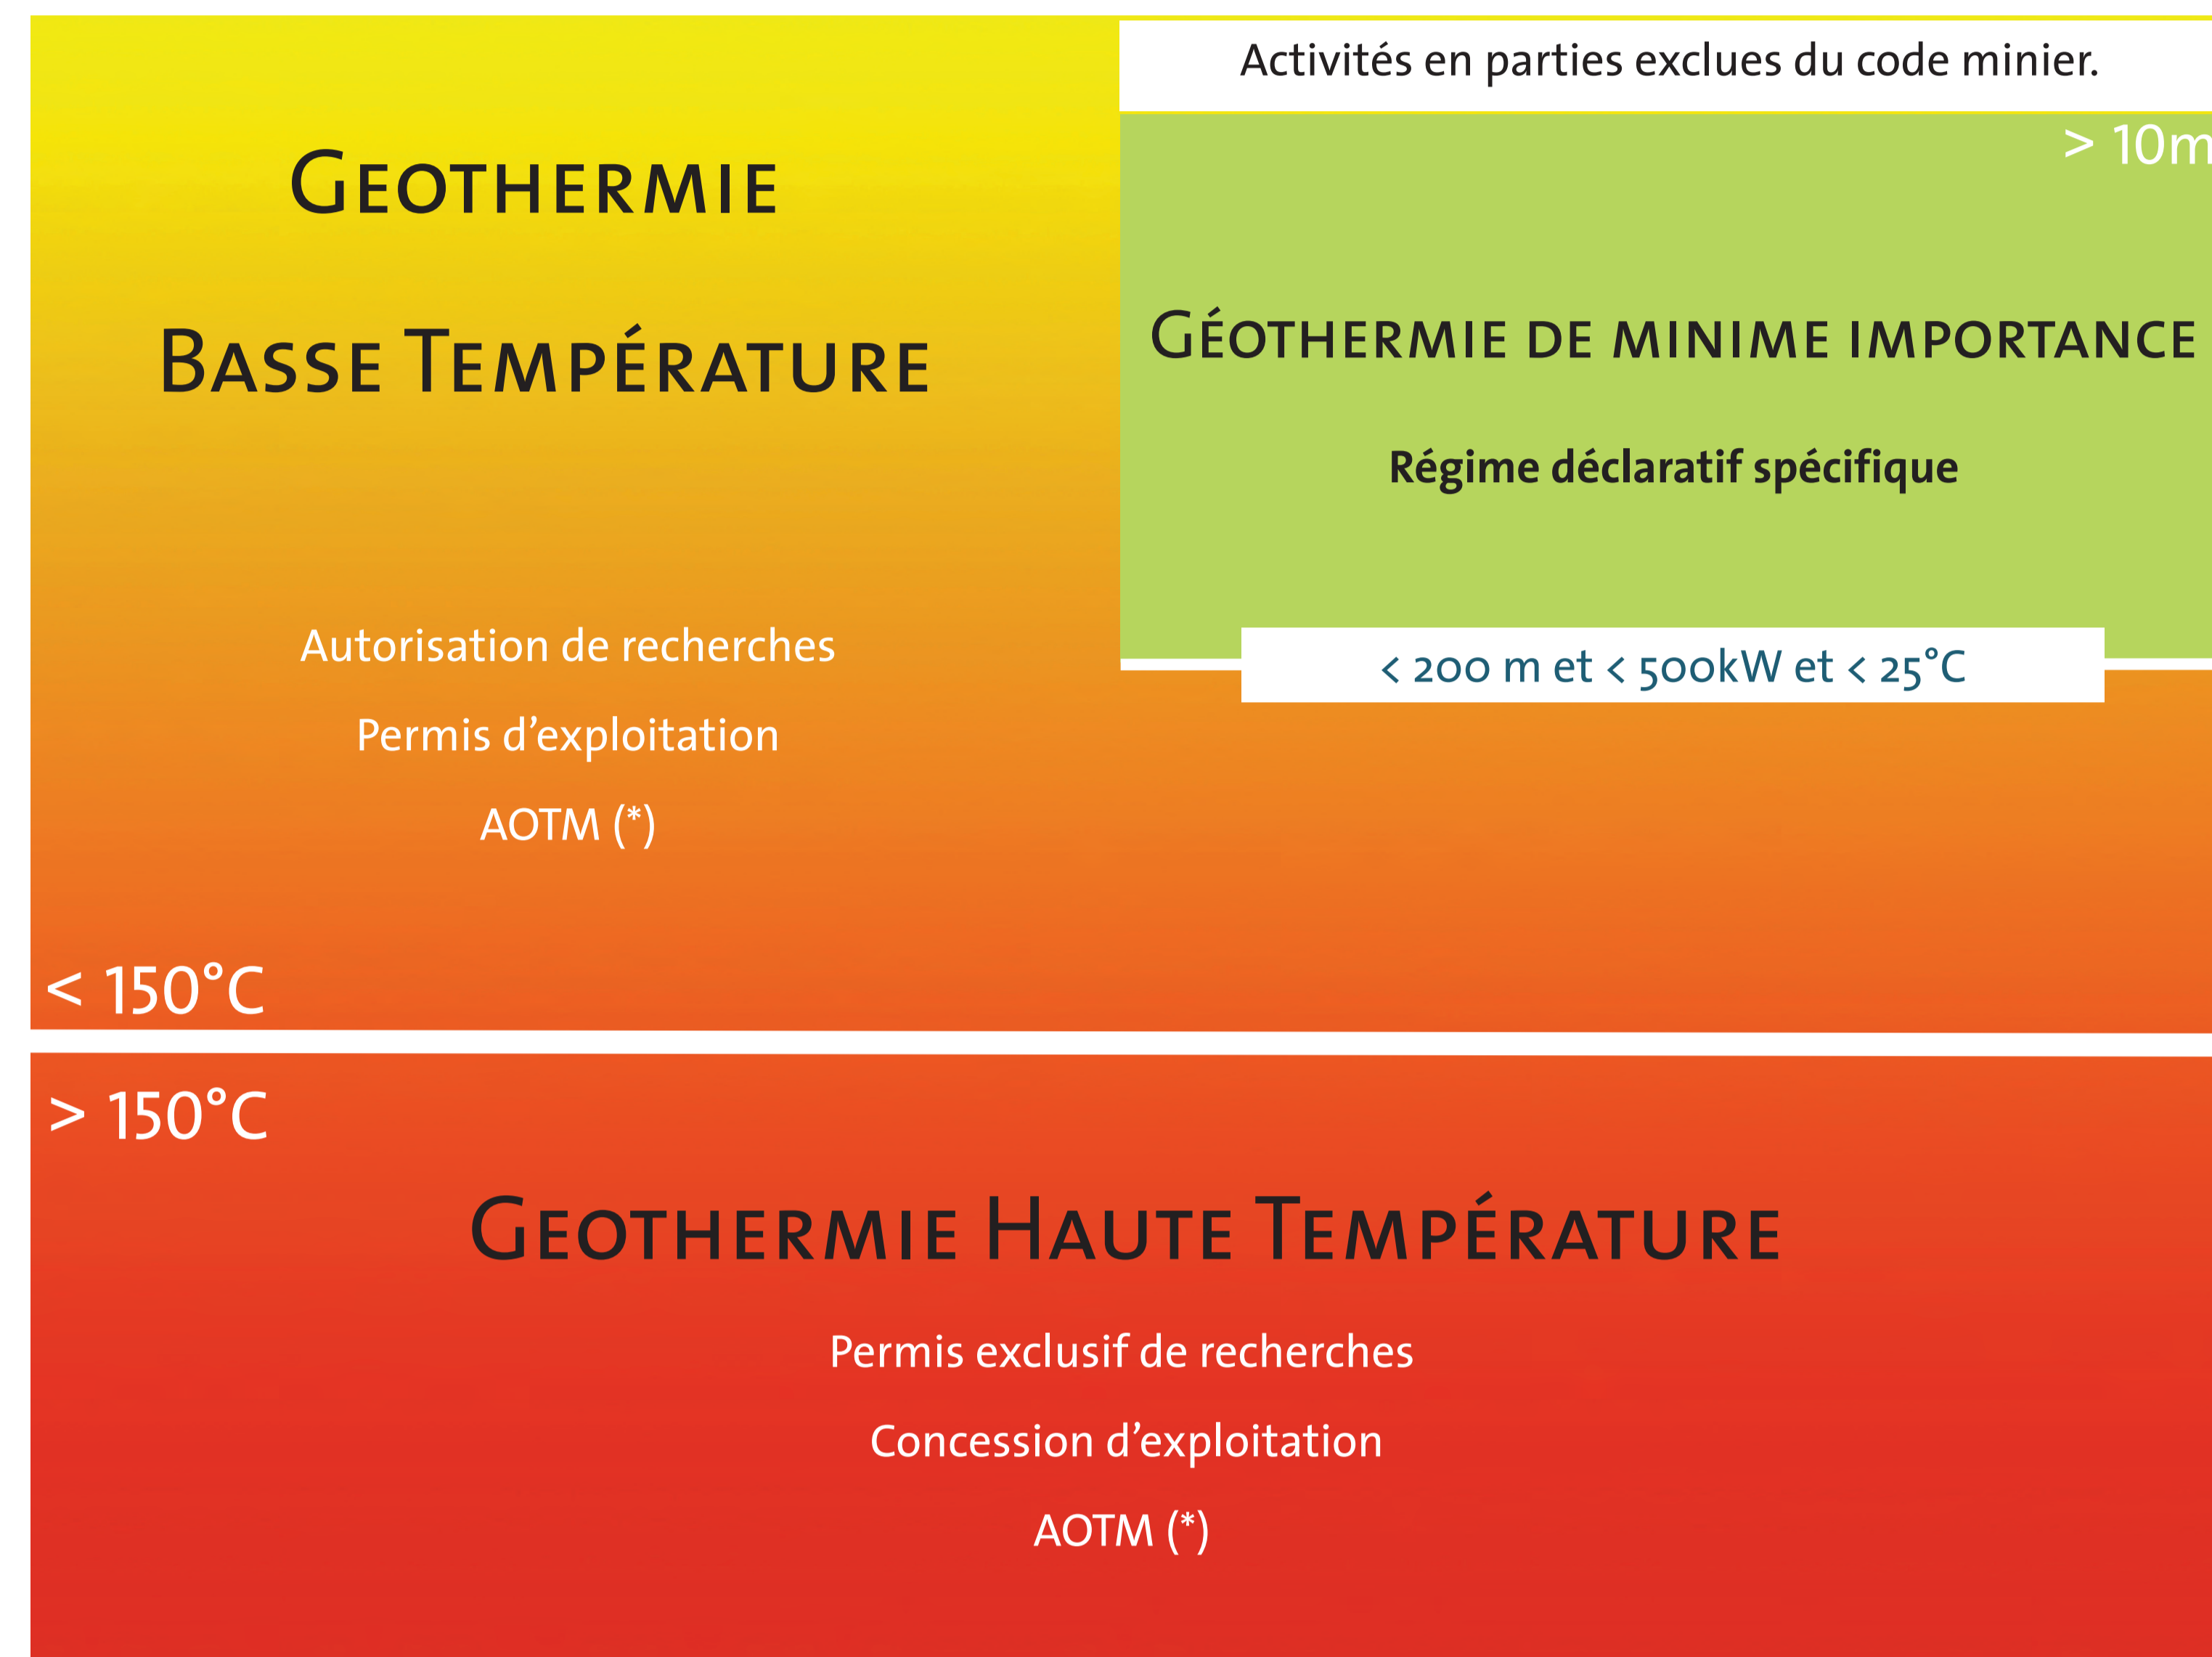 Activités en parties exclues du code minier.
> 10m
GEOTHERMIE
BASSE TEMPÉRATURE
GÉOTHERMIE DE MINIME IMPORTANCE
Régime déclaratif spécifique
Autorisation de recherches
Permis d’exploitation
AOTM (*)
< 200 m et < 500kW et < 25°C
< 150°C
> 150°C
GEOTHERMIE HAUTE TEMPÉRATURE
Permis exclusif de recherches
Concession d’exploitation
AOTM (*)